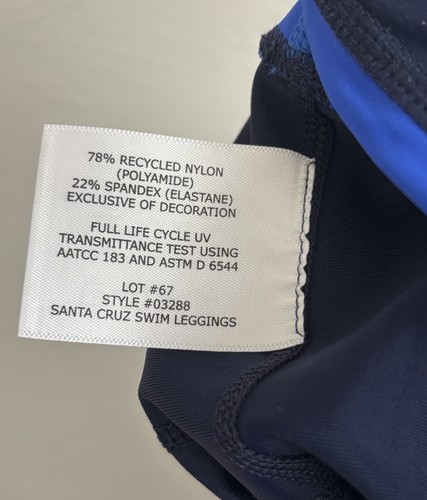 78% RECYCLED NYLON
(POLYAMIDE)
22% SPANDEX (ELASTANE)
EXCLUSIVE OF DECORATION
FULL LIFE CYCLE UV
TRANSMITTANCE TEST USING
AATCC 183 AND ASTM D 6544
LOT #67
STYLE #03288
SANTA CRUZ SWIM LEGGINGS